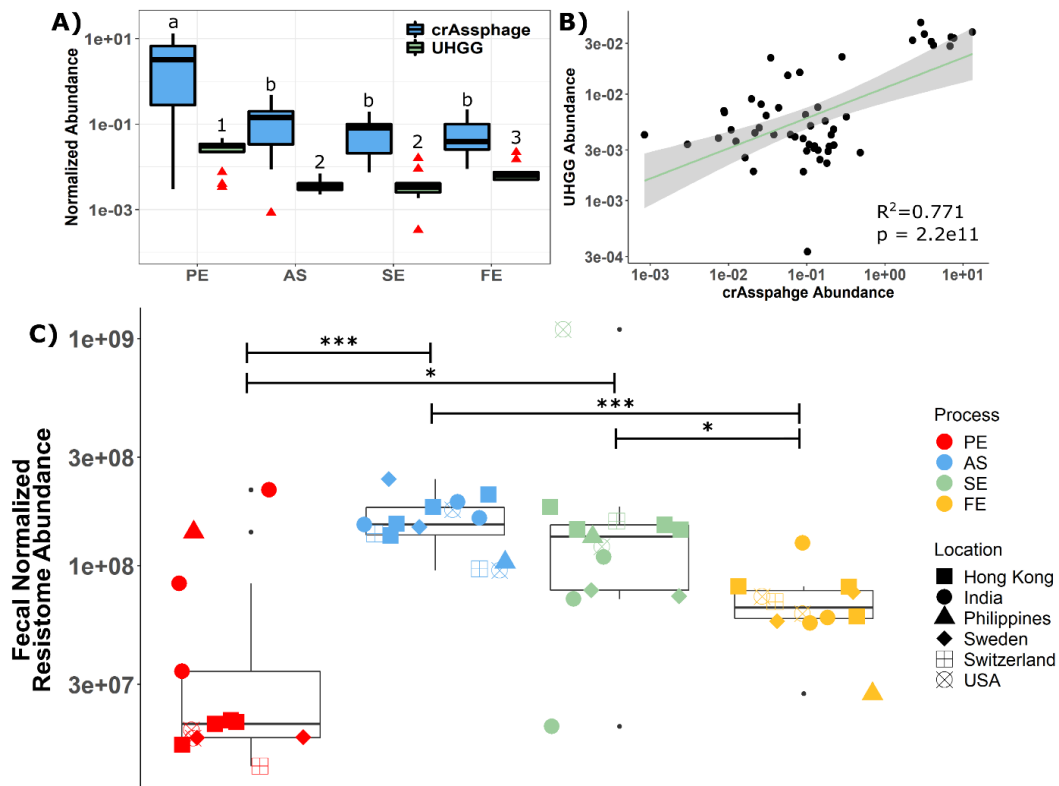 A)
a
b
b
b
1
2
2
3
crAssphage
UHGG
1e+01
1e-01
1e-03
Normalized Abundance
PE
AS
SE
FE
B)
3e-02
1e-02
3e-03
1e-03
3e-04
UHGG Abundance
R²=0.771
p = 2.2e11
1e-03
1e-02
1e-01
1e+00
1e+01
crAsspahge Abundance
C)
1e+09
3e+08
1e+08
3e+07
Fecal Normalized
Resistome Abundance
***
*
***
*
Process
PE
AS
SE
FE
Location
Hong Kong
India
Philippines
Sweden
Switzerland
USA